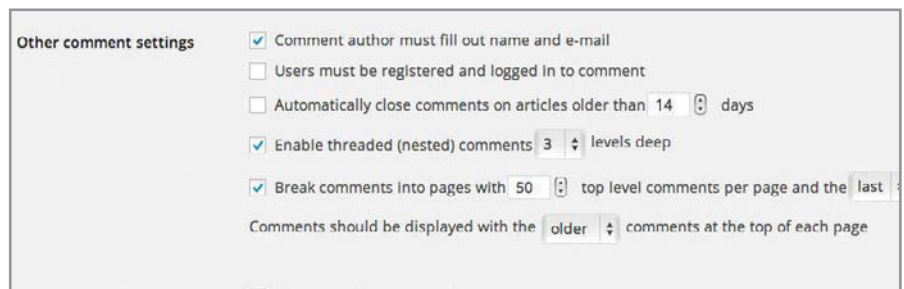 Other comment settings
Comment author must fill out name and e-mail
Users must be registered and logged in to comment
Automatically close comments on articles older than 14 days
Enable threaded (nested) comments 3 levels deep
Break comments into pages with 50 top level comments per page and the last
Comments should be displayed with the older comments at the top of each page